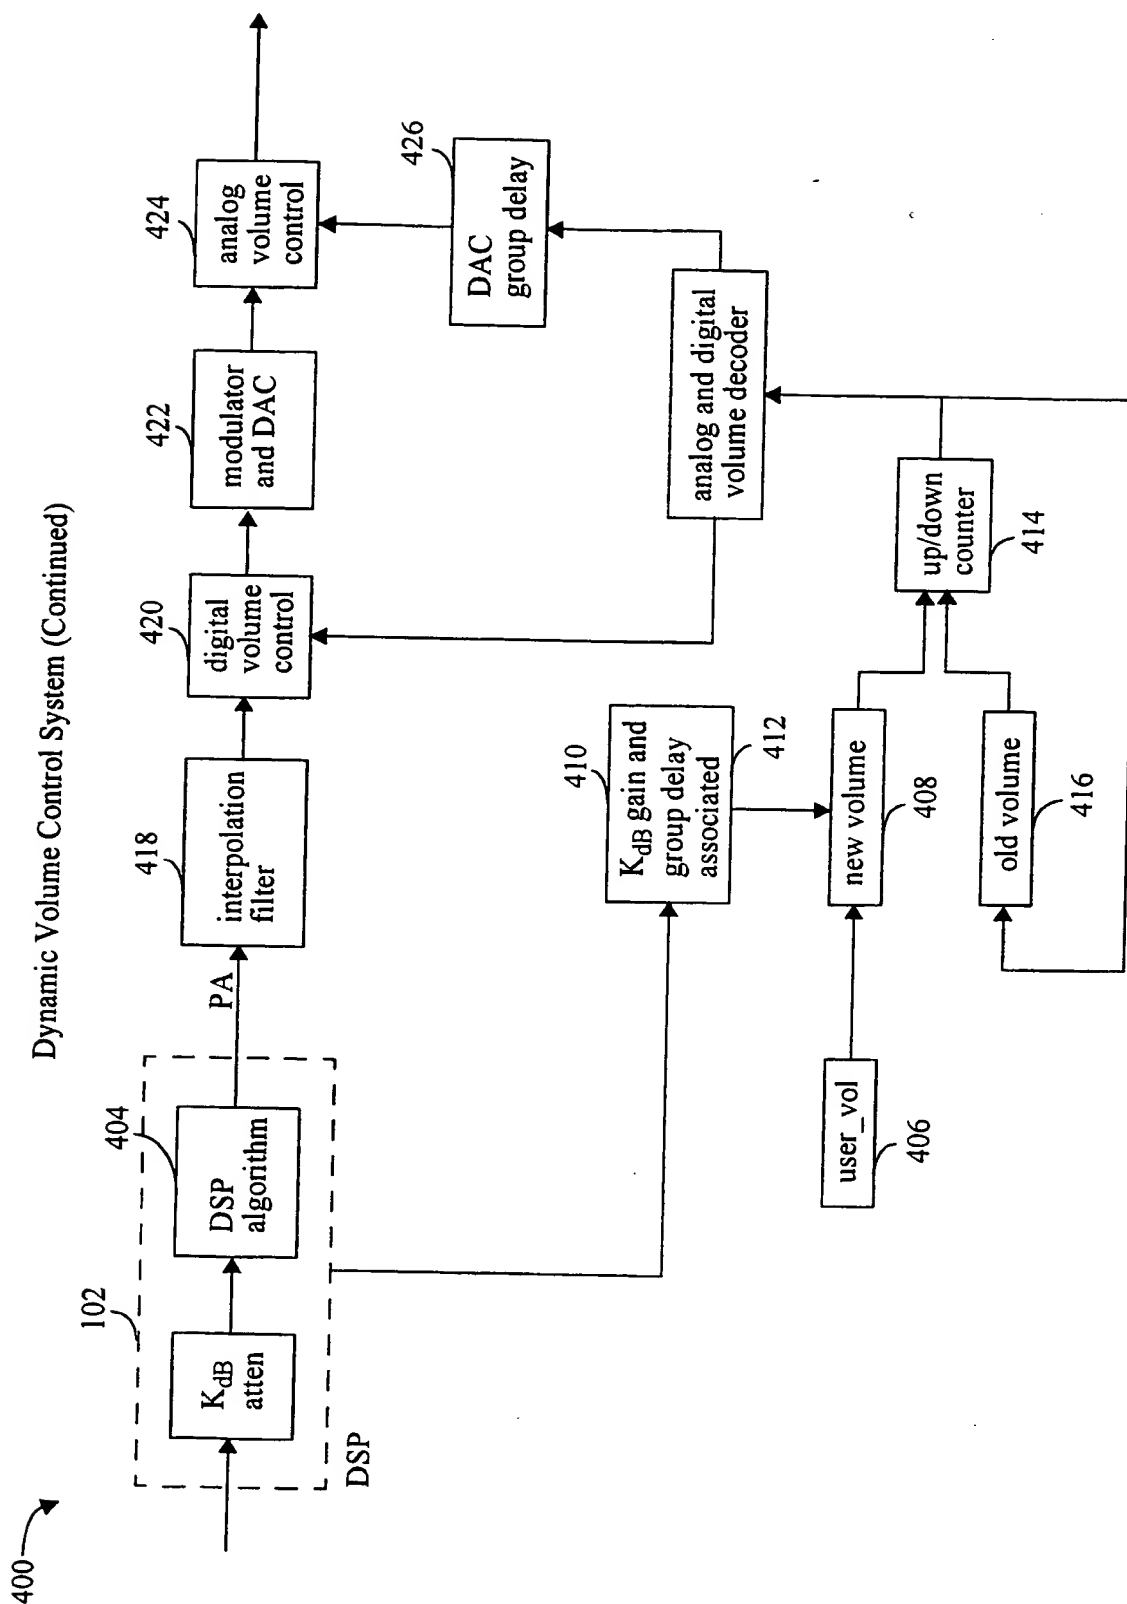 Dynamic Volume Control System (Continued)
400
102
K_dB
atten
404
DSP
algorithm
DSP
PA
418
interpolation
filter
420
digital
volume
control
422
modulator
and DAC
424
analog
volume
control
426
DAC
group delay
analog and digital
volume decoder
410
K_dB gain and
group delay
associated
412
user_vol
406
new volume
408
old volume
416
up/down
counter
414